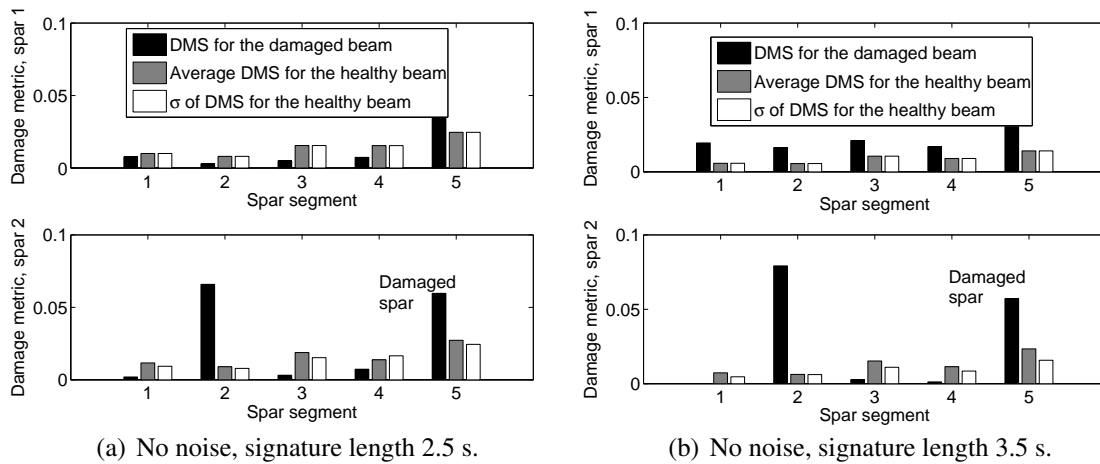 Damage metric, spar 1
0.1
0.05
0
DMS for the damaged beam
Average DMS for the healthy beam
σ of DMS for the healthy beam
1 2 3 4 5
Spar segment
Damage metric, spar 2
0.1
0.05
0
Damaged
spar
1 2 3 4 5
Spar segment
(a) No noise, signature length 2.5 s.
Damage metric, spar 1
0.1
0.05
0
DMS for the damaged beam
Average DMS for the healthy beam
σ of DMS for the healthy beam
1 2 3 4 5
Spar segment
Damage metric, spar 2
0.1
0.05
0
Damaged
spar
1 2 3 4 5
Spar segment
(b) No noise, signature length 3.5 s.